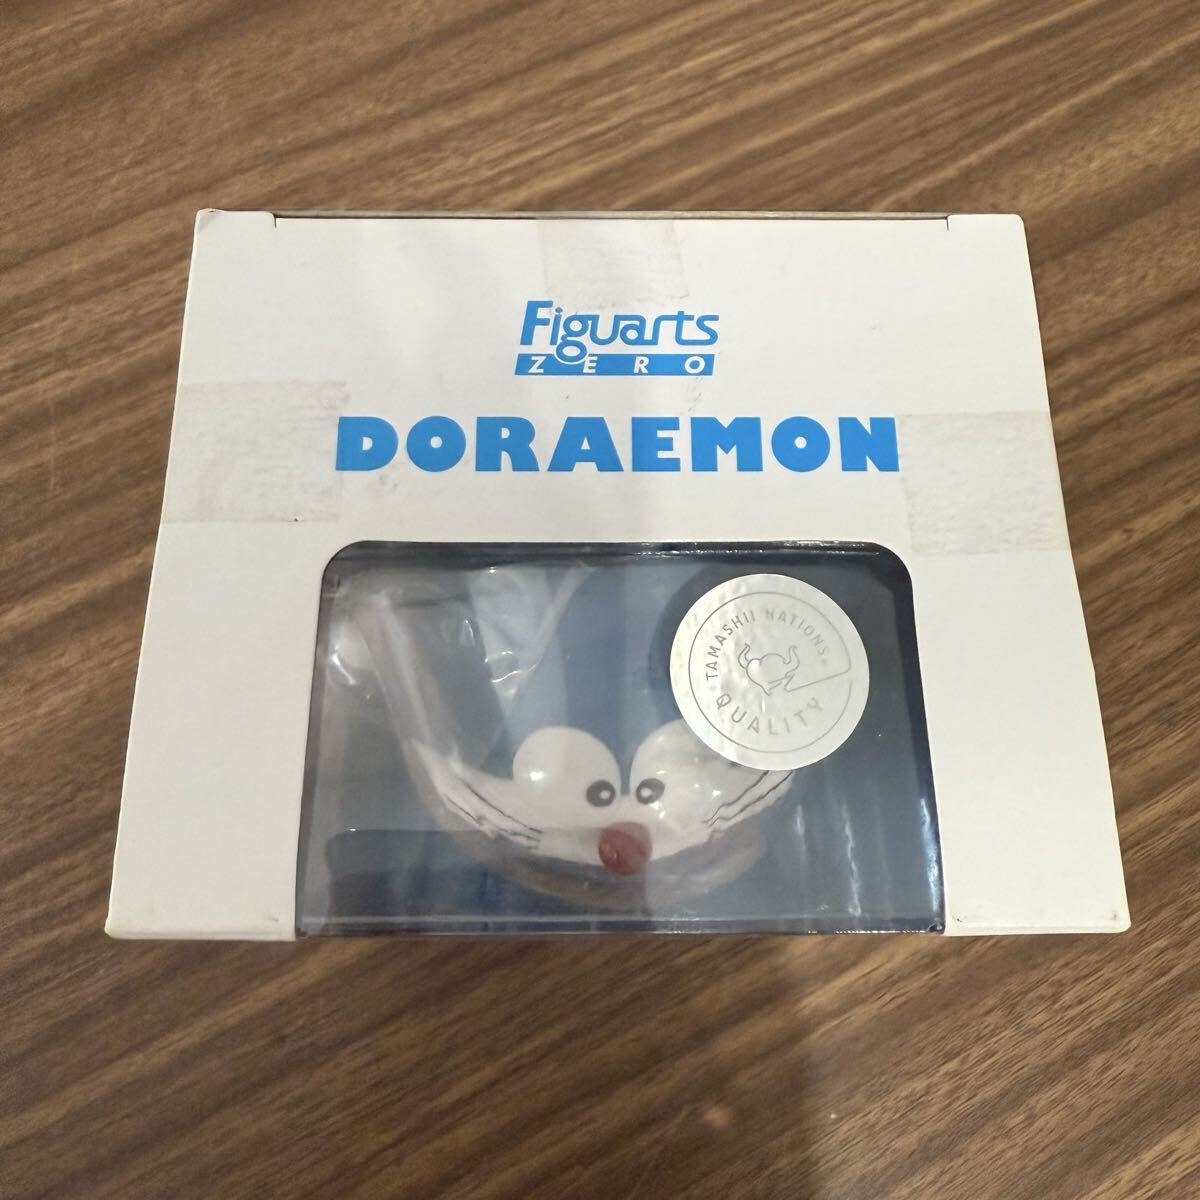 Figuarts
ZERO
DORAEMON
TAMASHII NATIONS
QUALITY